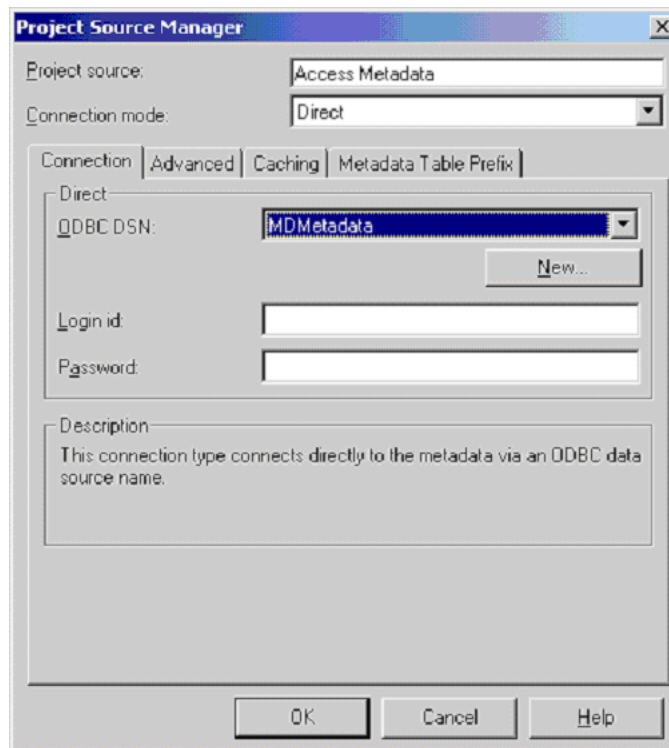 Project Source Manager
Project source: Access Metadata
Connection mode: Direct
Connection Advanced Caching Metadata Table Prefix
Direct
ODBC DSN: MDMetadata
New...
Login id:
Password:
Description
This connection type connects directly to the metadata via an ODBC data
source name.
OK Cancel Help